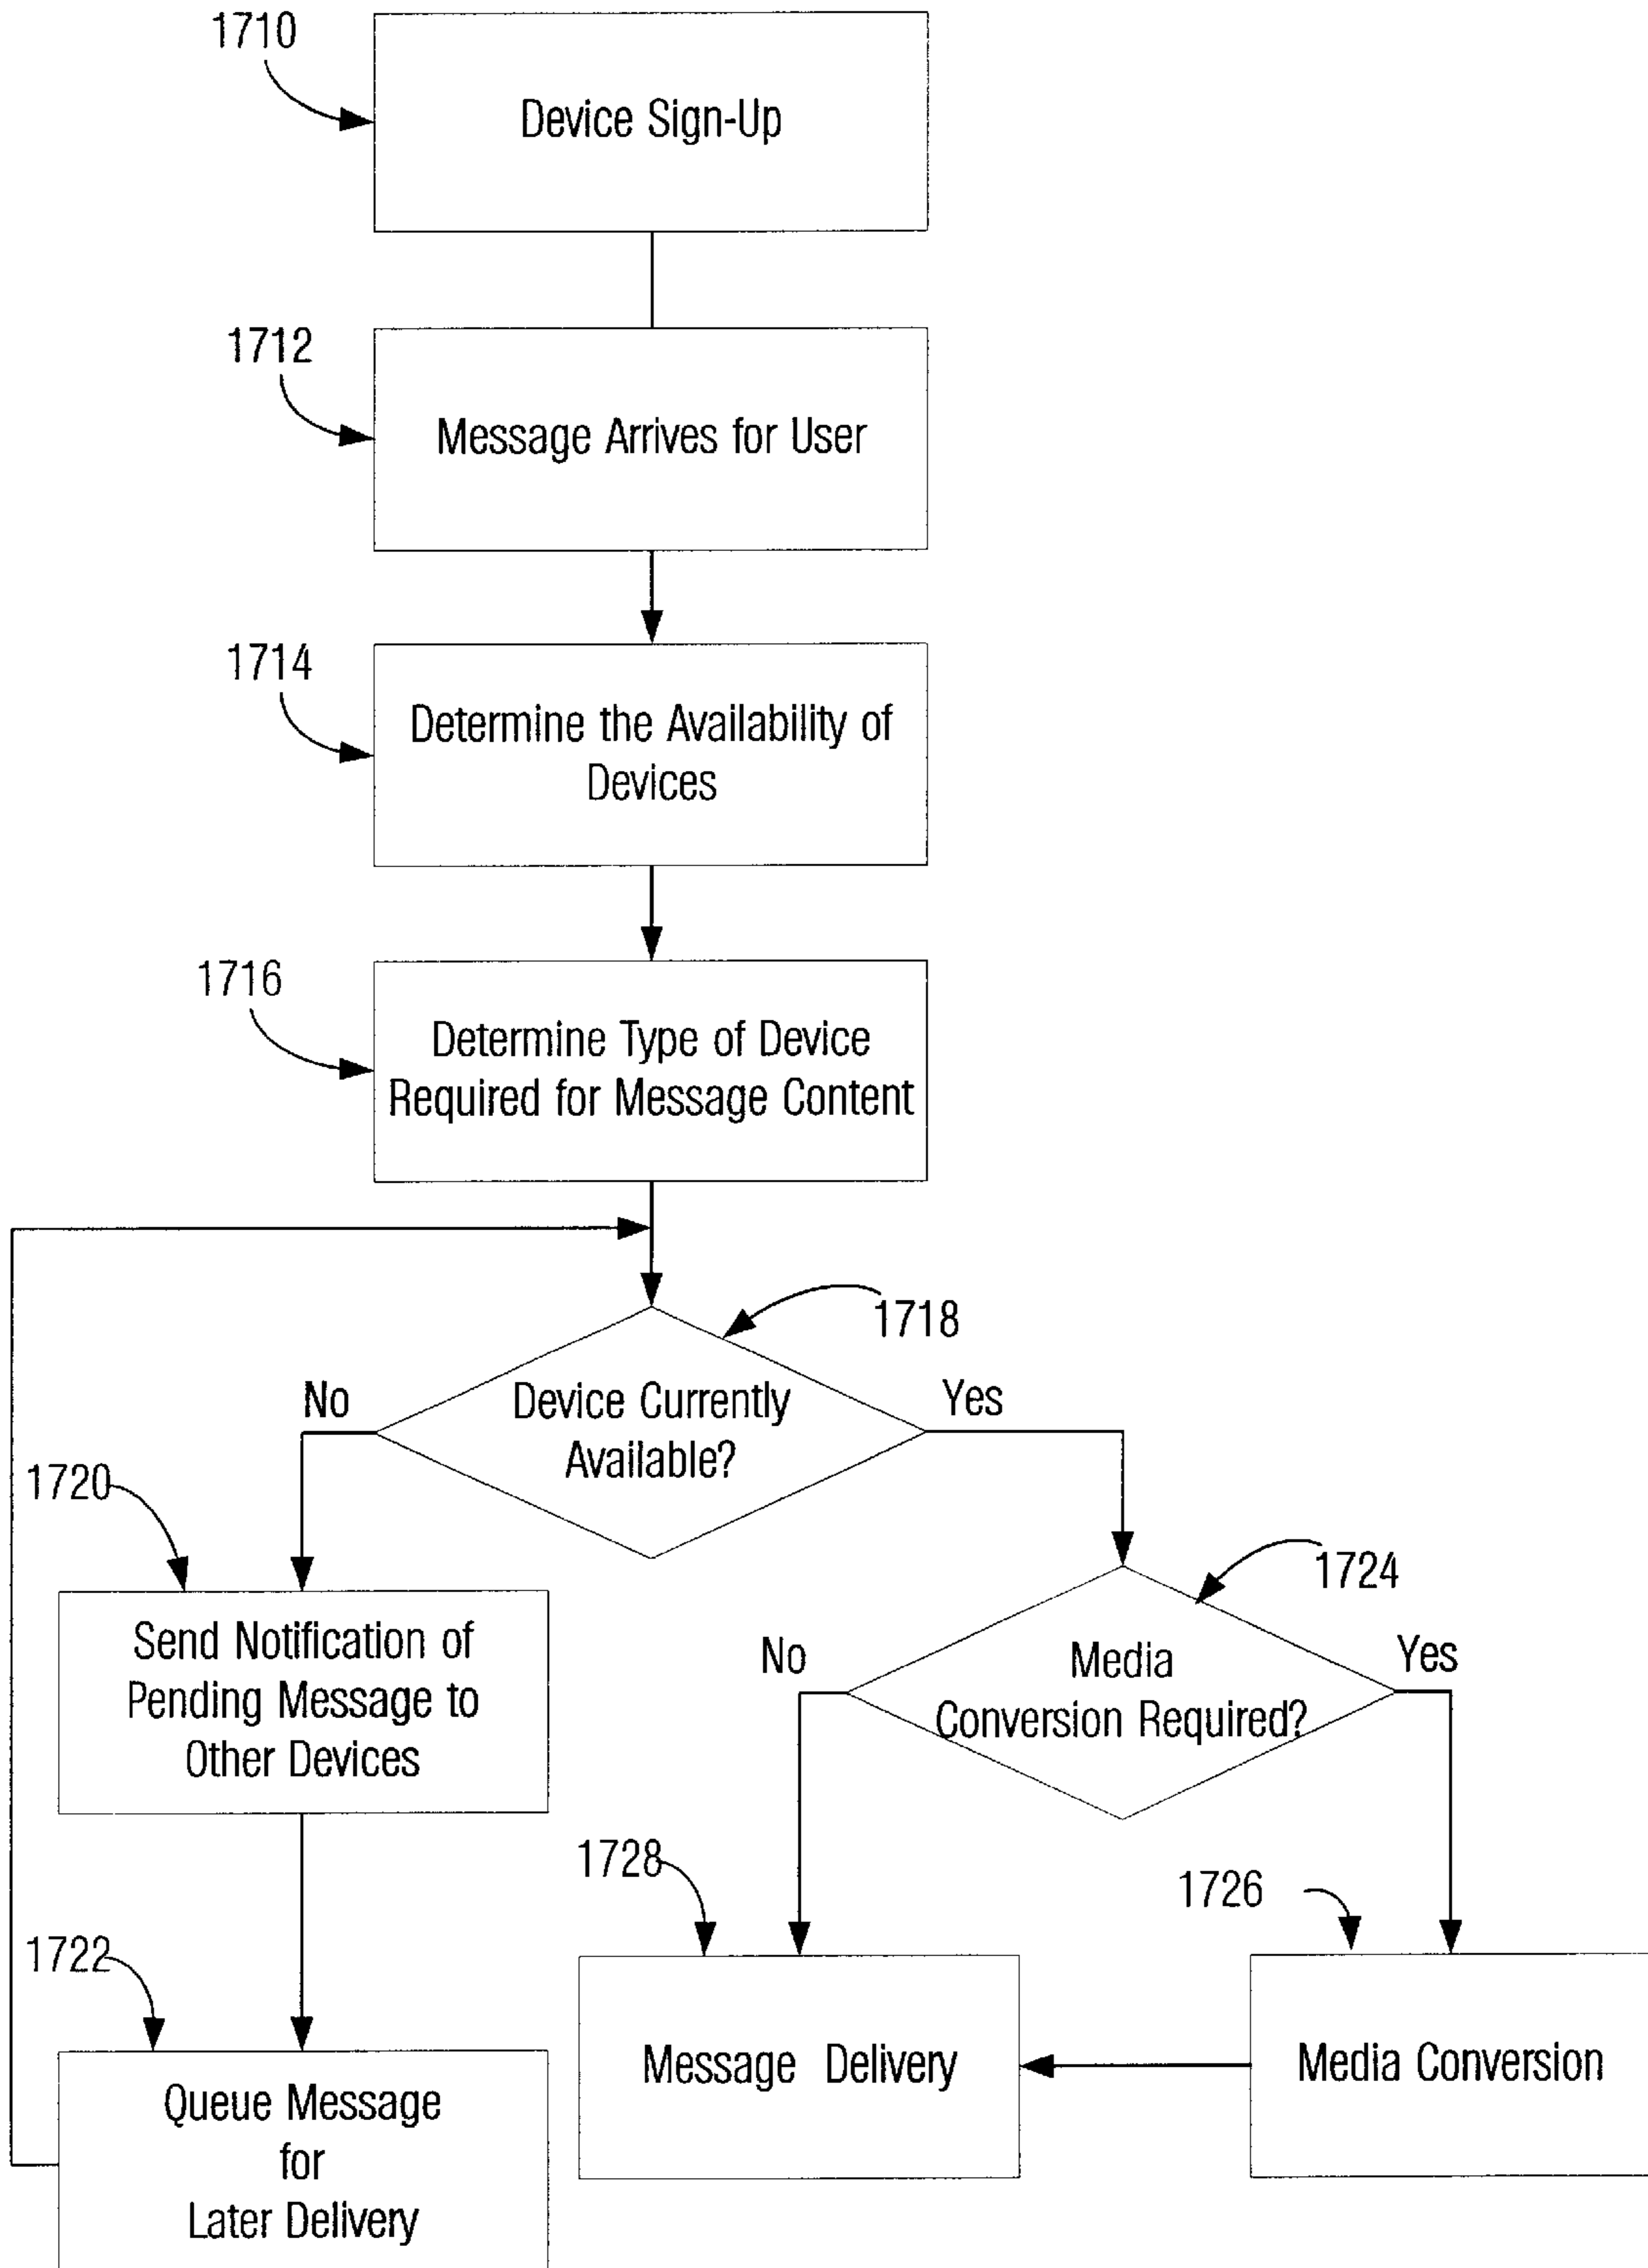 1710
Device Sign-Up
1712
Message Arrives for User
1714
Determine the Availability of
Devices
1716
Determine Type of Device
Required for Message Content
1718
No
Device Currently
Available?
Yes
1720
Send Notification of
Pending Message to
Other Devices
1724
No
Media
Conversion Required?
Yes
1728
1726
1722
Message Delivery
Media Conversion
Queue Message
for
Later Delivery